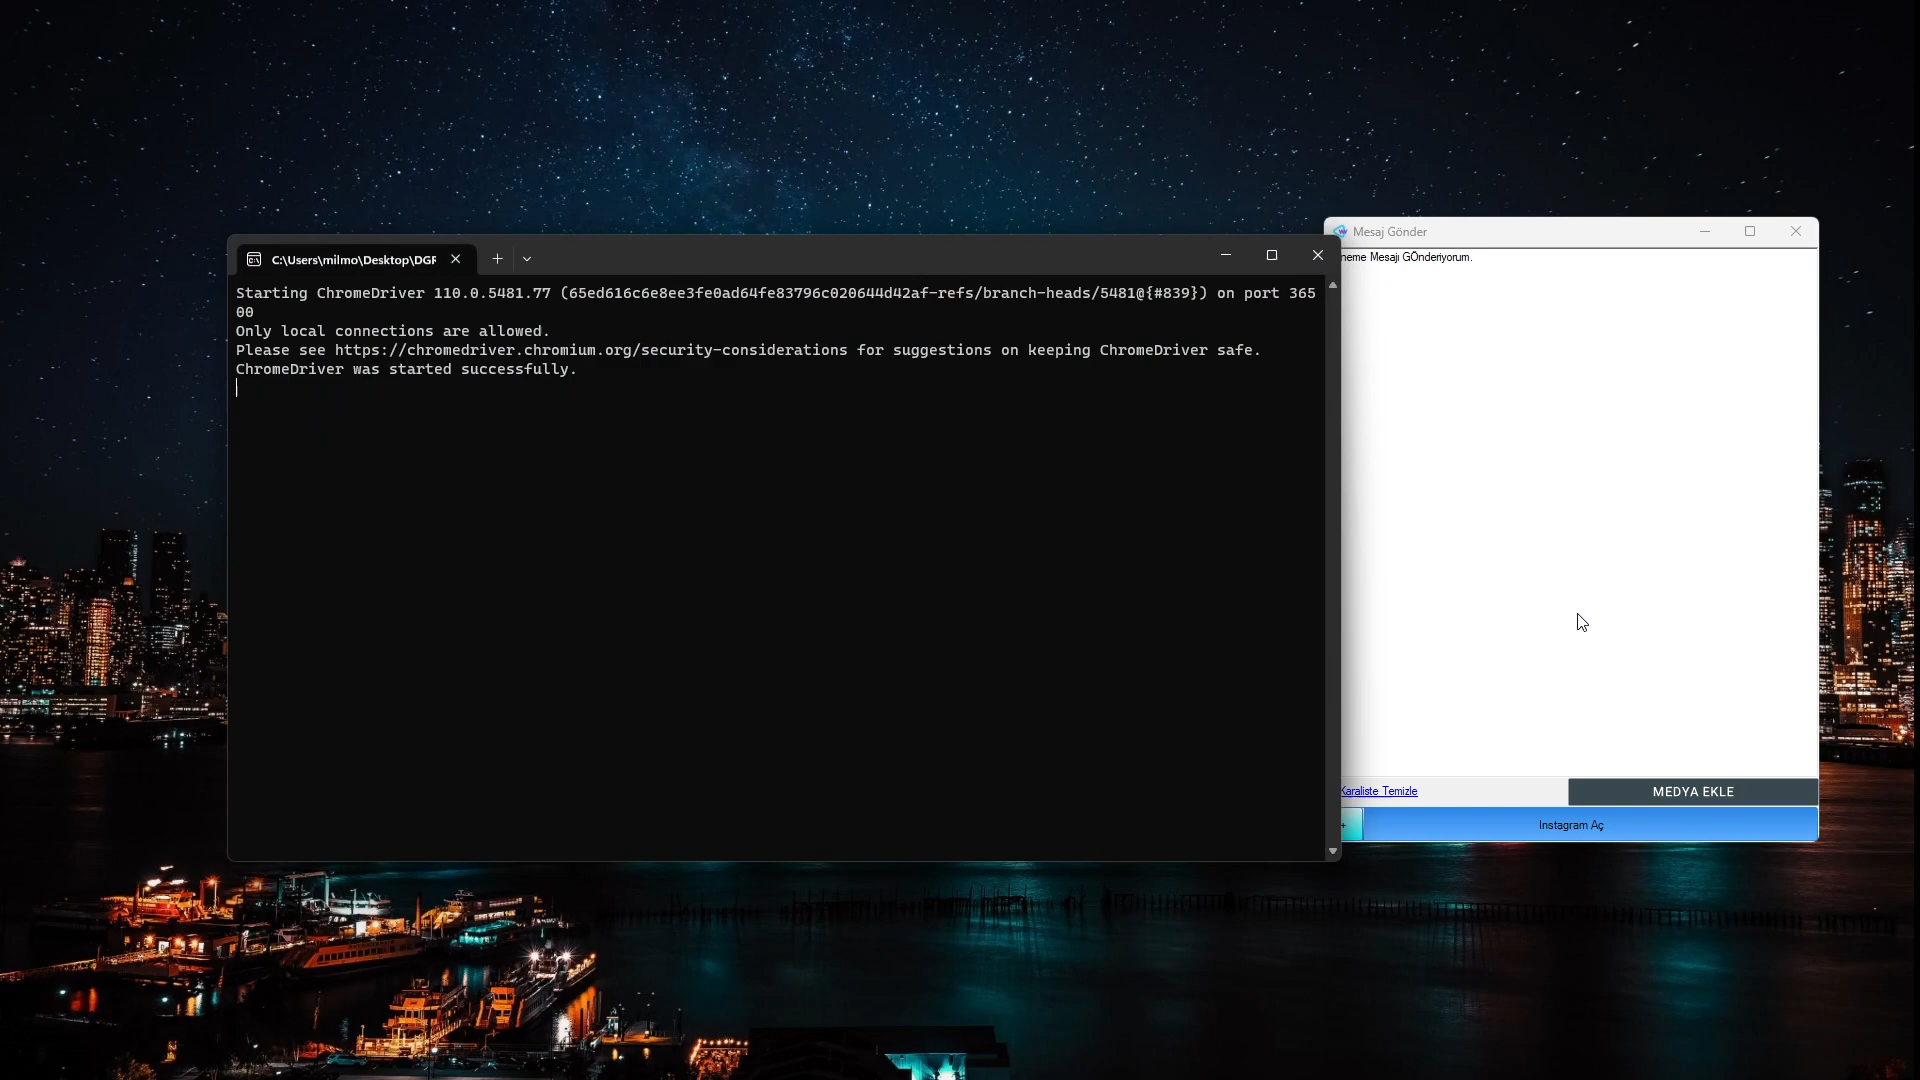 C:\Users\milmo\Desktop\DGF
Starting ChromeDriver 110.0.5481.77 (65ed616c6e8ee3fe0ad64fe83796c020644d42af-refs/branch-heads/5481@{#839}) on port 365
00
Only local connections are allowed.
Please see https://chromedriver.chromium.org/security-considerations for suggestions on keeping ChromeDriver safe.
ChromeDriver was started successfully.
Mesaj Gönder
neme Mesajı GÖnderiyorum.
Karaliste Temizle
MEDYA EKLE
+
Instagram Aç